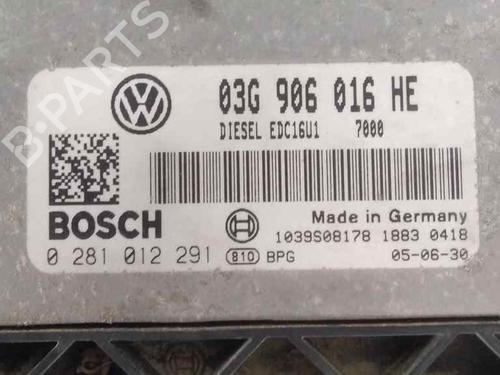 B-PARTS
03G 906 016 HE
DIESEL EDC16U1 7000
BOSCH
Made in Germany
1039S08178 1883 0418
0 281 012 291
810 BPG
05-06-30